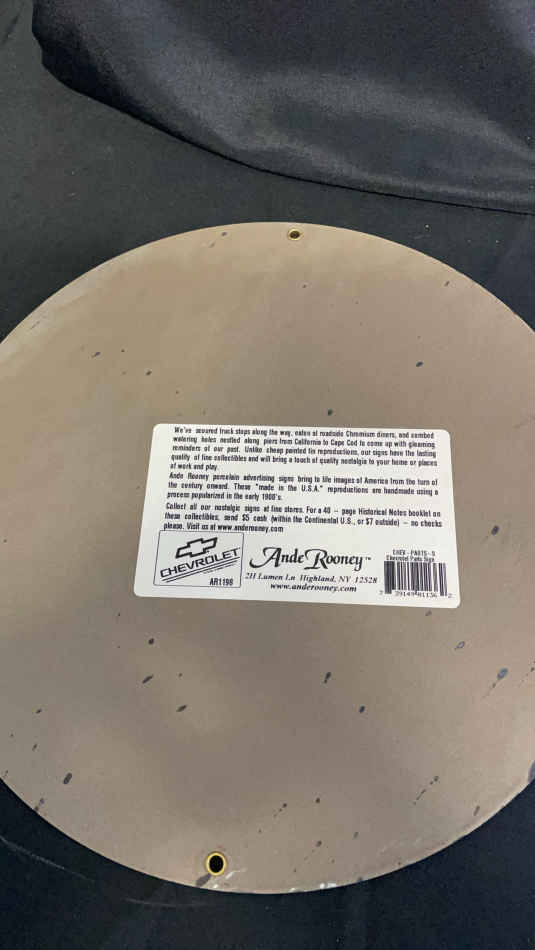 We've scoured truck stops along the way, eaten at roadside Chromium diners, and combed
watering holes nestled along piers from California to Cape Cod to come up with gleaming
reminders of our past. Unlike cheap painted tin reproductions, our signs have the lasting
quality of fine collectibles and will bring a touch of quality nostalgia to your home or places
of work and play.
Ande Rooney porcelain advertising signs bring to life images of America from the turn of
the century onward. These "made in the U.S.A." reproductions are handmade using a
process popularized in the early 1900's.
Collect all our nostalgic signs at fine stores. For a 40 – page Historical Notes booklet on
these collectibles, send $5 cash (within the Continental U.S., or $7 outside) – no checks
please. Visit us at www.anderooney.com
CHEVROLET
AR1198
Ande Rooney™
211 Lumen Ln Highland, NY 12528
www.anderooney.com
CHEV-PARTS-S
Chevrolet Parts Sign